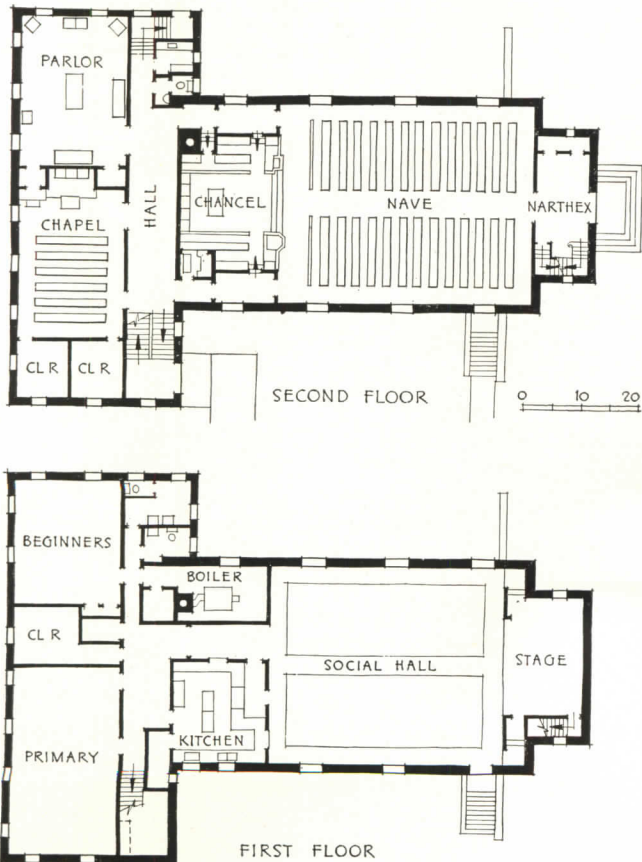 PARLOR
CHAPEL
HALL
CHANCEL
NAVE
NARTHEX
CL R
CL R
SECOND FLOOR
0 10 20
BEGINNERS
BOILER
CL R
SOCIAL HALL
STAGE
PRIMARY
KITCHEN
FIRST FLOOR